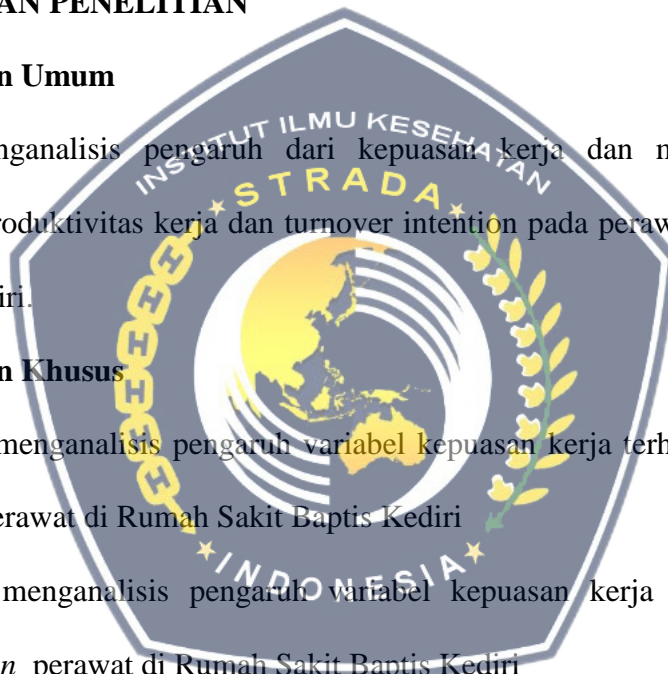 AN PENELITIAN
n Umum
nganalisis pengaruh dari kepuasan kerja dan m
roduktivitas kerja dan turnover intention pada peraw
iri.
n Khusus
menganalisis pengaruh variabel kepuasan kerja terh
erawat di Rumah Sakit Baptis Kediri
menganalisis pengaruh variabel kepuasan kerja
n perawat di Rumah Sakit Baptis Kediri
INSTITUT ILMU KESEHATAN
STRADA
INDONESIA